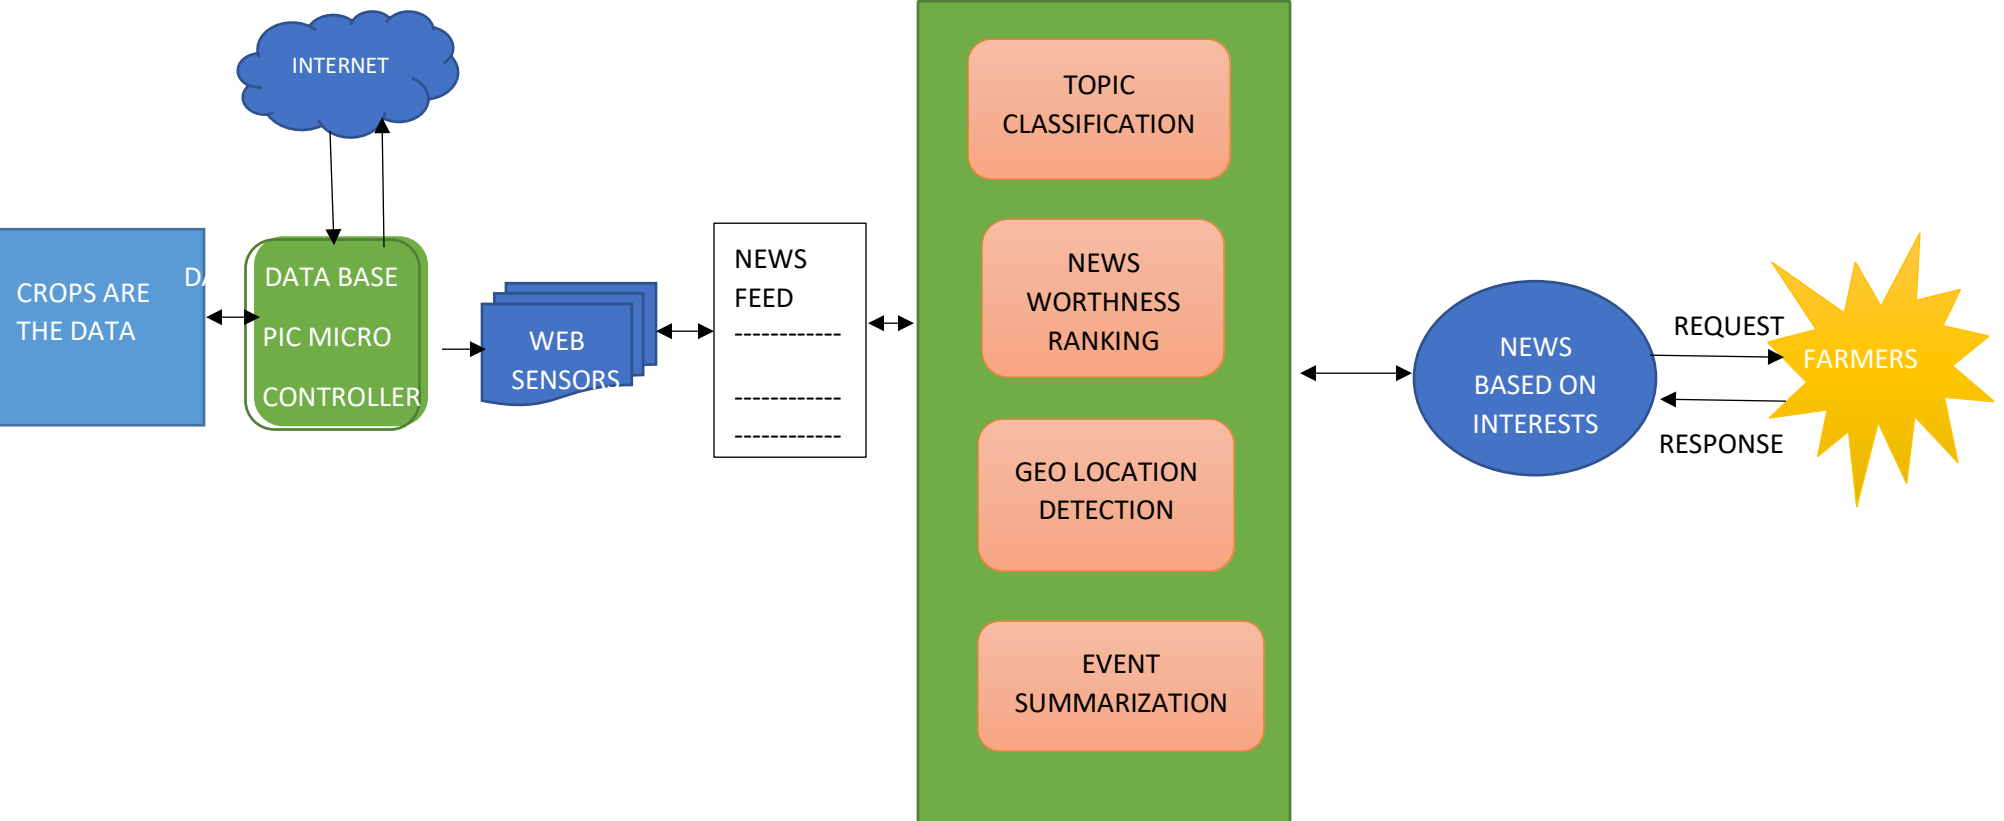 INTERNET
CROPS ARE
THE DATA
DATA BASE
PIC MICRO
CONTROLLER
WEB
SENSORS
NEWS
FEED
------------
------------
------------
TOPIC
CLASSIFICATION
NEWS
WORTHNESS
RANKING
GEO LOCATION
DETECTION
EVENT
SUMMARIZATION
NEWS
BASED ON
INTERESTS
REQUEST
RESPONSE
FARMERS